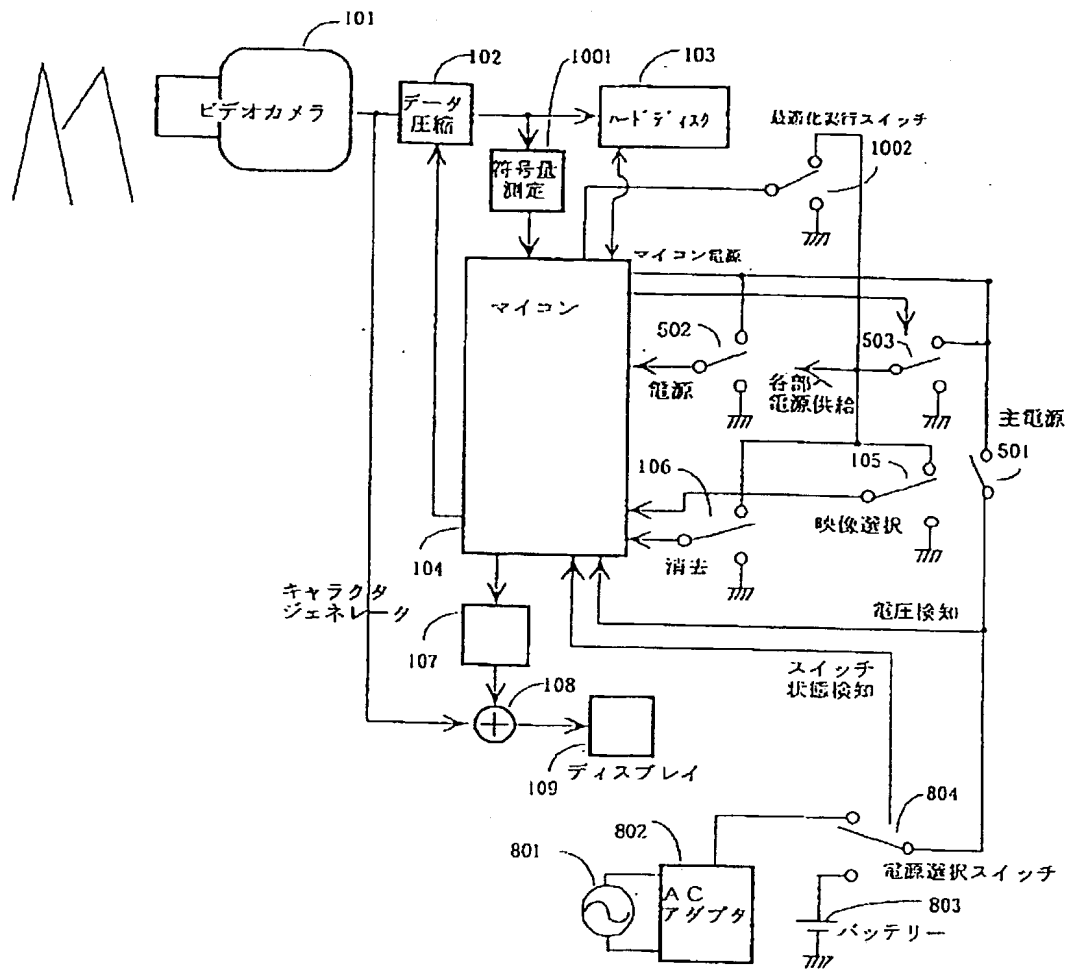 101
102
1001
103
ビデオカメラ
データ
圧縮
ハードディスク
最適化実行スイッチ
1002
符号量
測定
マイコン電源
マイコン
502
503
電源
各部へ
電源供給
主電源
501
106
105
映像選択
104
消去
キャラクタ
ジェネレータ
電圧検知
107
スイッチ
状態検知
108
109
ディスプレイ
804
802
801
電源選択スイッチ
AC
アダプタ
803
バッテリー